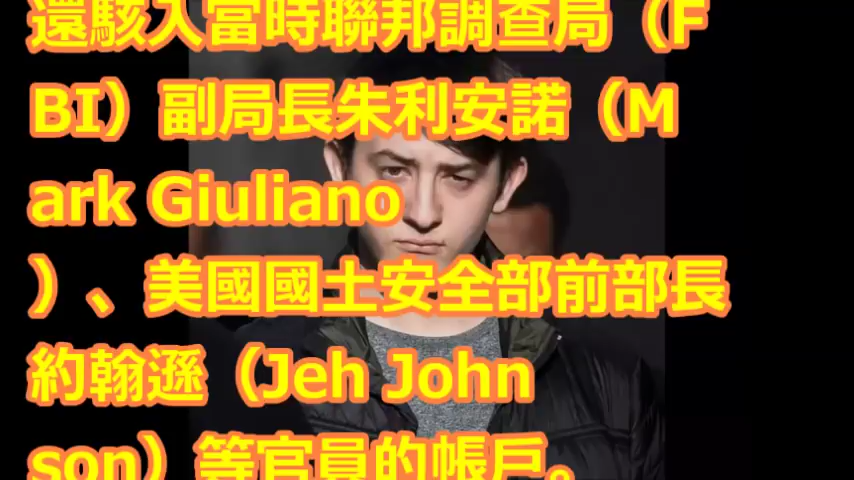 還駭入當時聯邦調查局（F
BI）副局長朱利安諾（M
ark Giuliano
）、美國國土安全部前部長
約翰遜（Jeh John
son）等官員的帳戶。